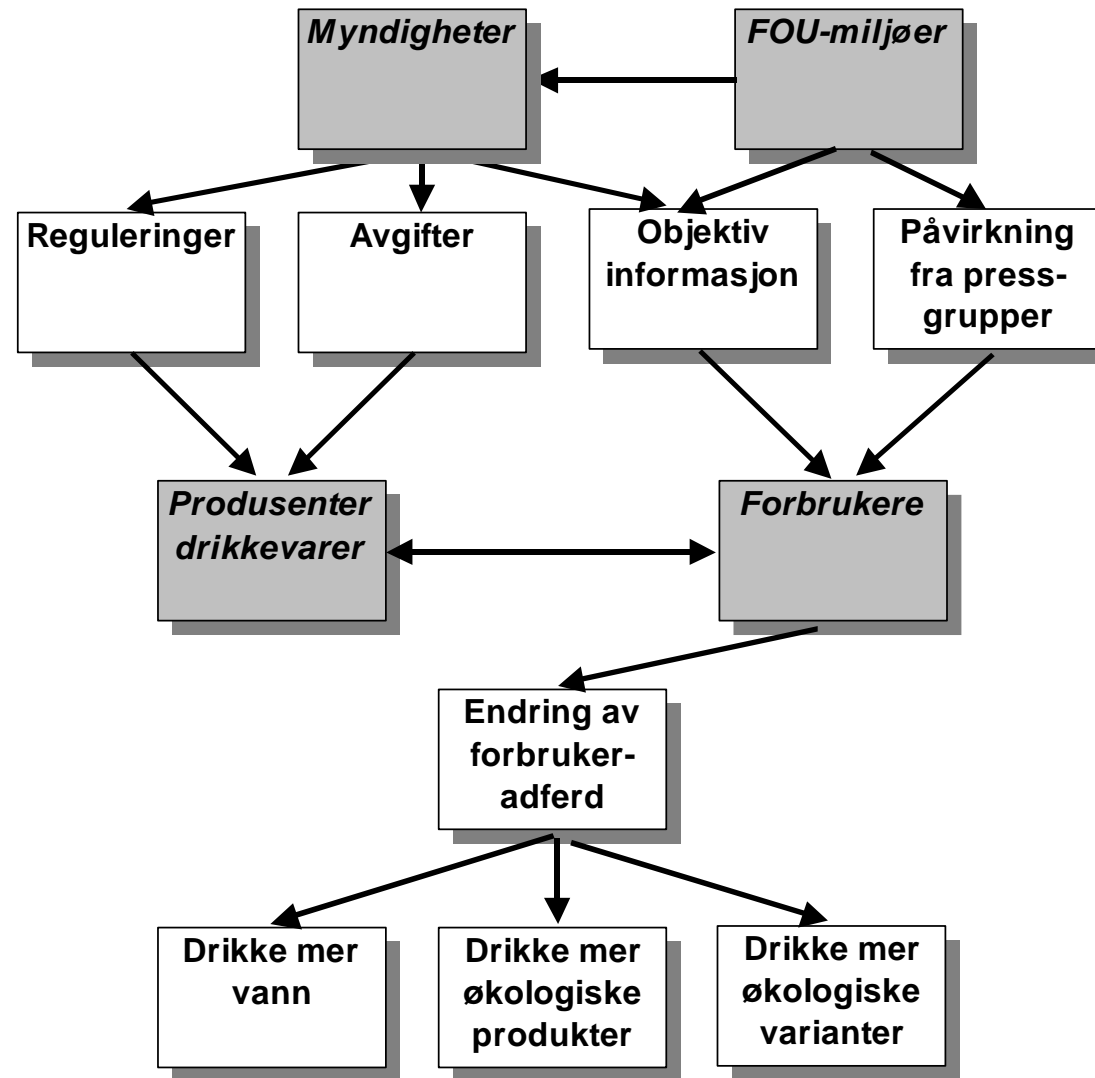 Myndigheter
FOU-miljøer
Reguleringer
Avgifter
Objektiv
informasjon
Påvirkning
fra press-
grupper
Produsenter
drikkevarer
Forbrukere
Endring av
forbruker-
adferd
Drikke mer
vann
Drikke mer
økologiske
produkter
Drikke mer
økologiske
varianter